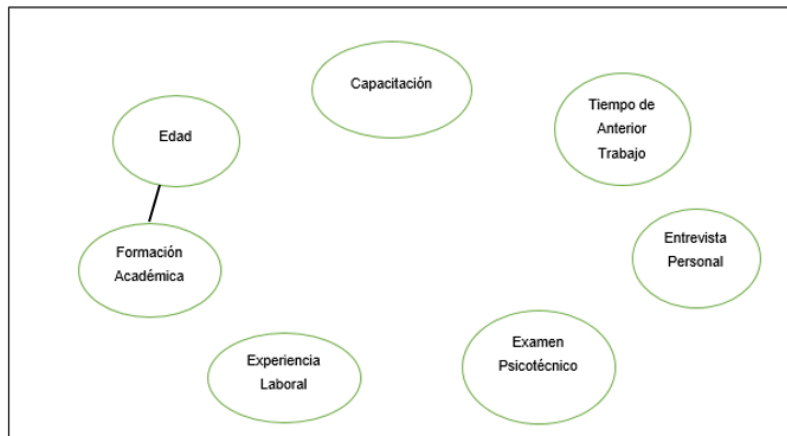 Capacitación
Tiempo de
Anterior
Trabajo
Edad
Entrevista
Personal
Formación
Académica
Examen
Psicotécnico
Experiencia
Laboral